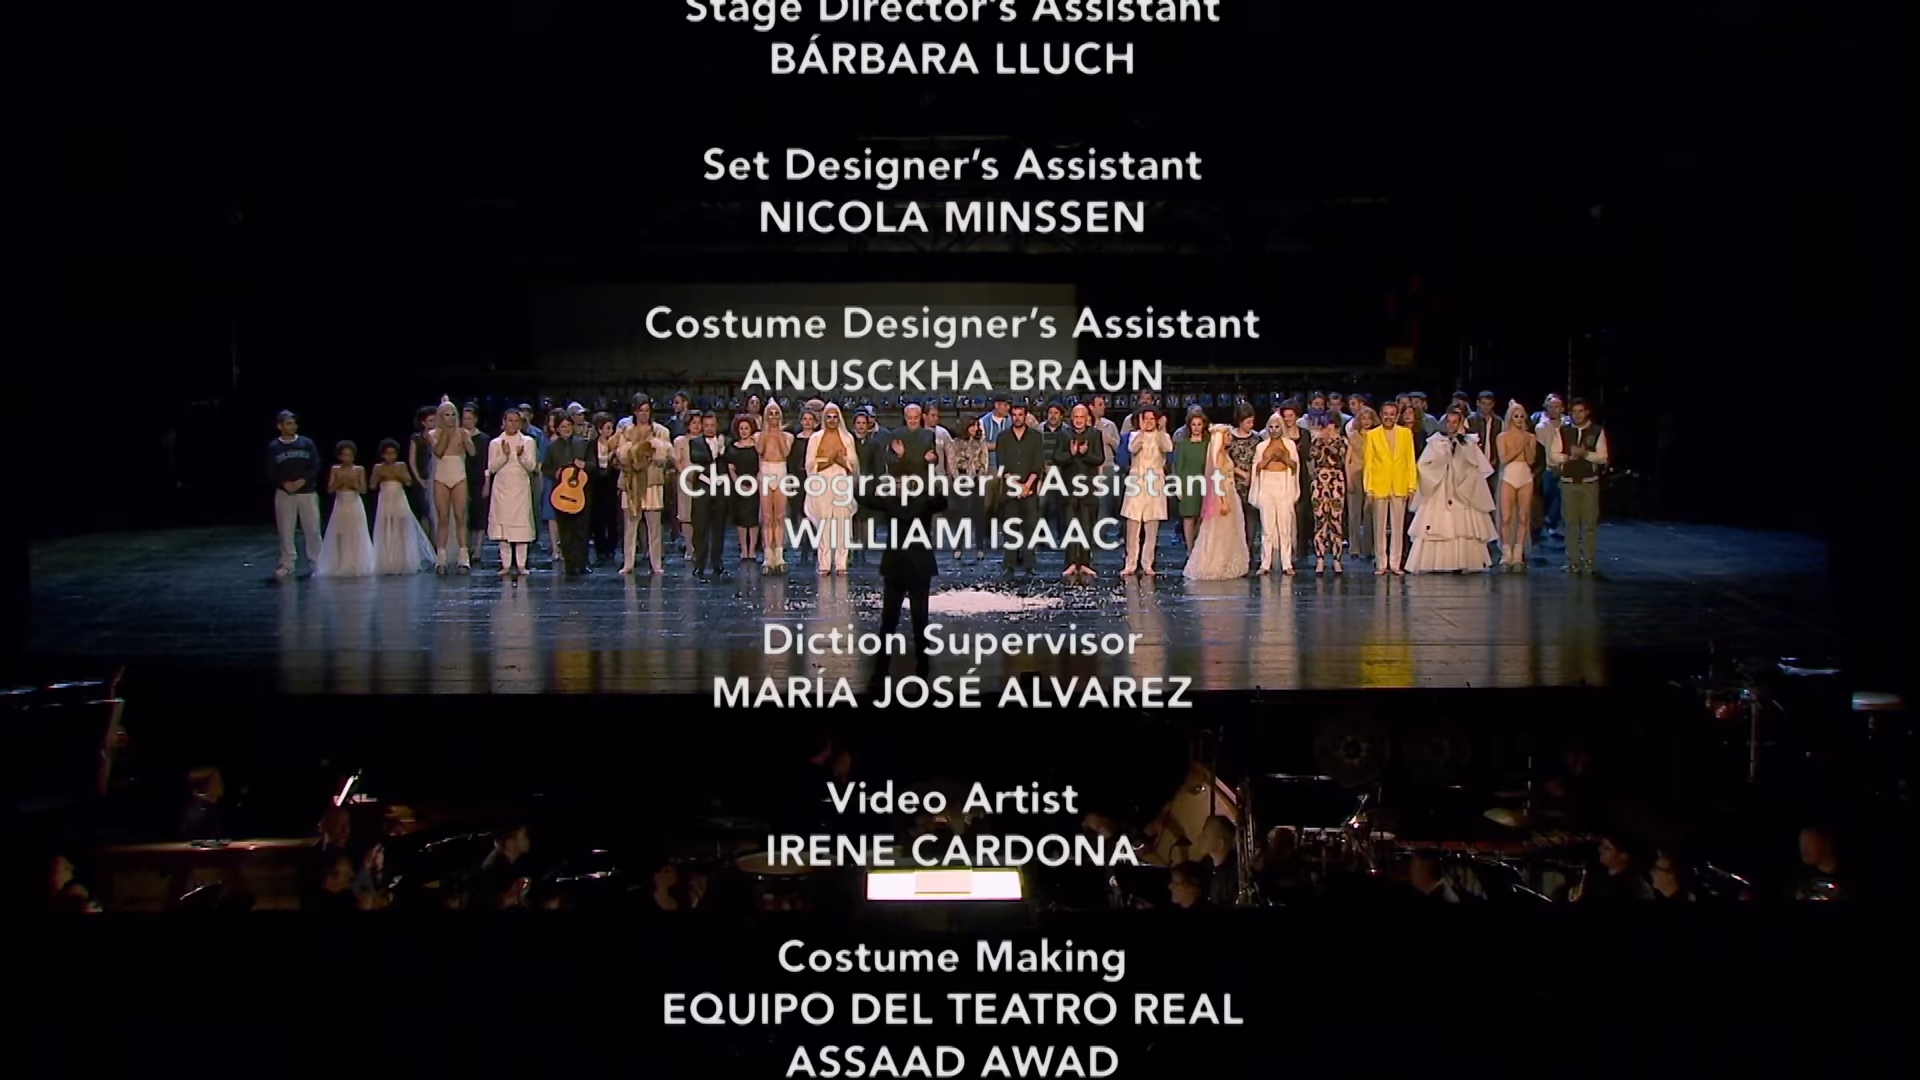 Stage Director's Assistant
BÁRBARA LLUCH
Set Designer's Assistant
NICOLA MINSSEN
Costume Designer's Assistant
ANUSCKHA BRAUN
Choreographer's Assistant
WILLIAM ISAAC
Diction Supervisor
MARÍA JOSÉ ALVAREZ
Video Artist
IRENE CARDONA
Costume Making
EQUIPO DEL TEATRO REAL
ASSAAD AWAD
COLUMBIA